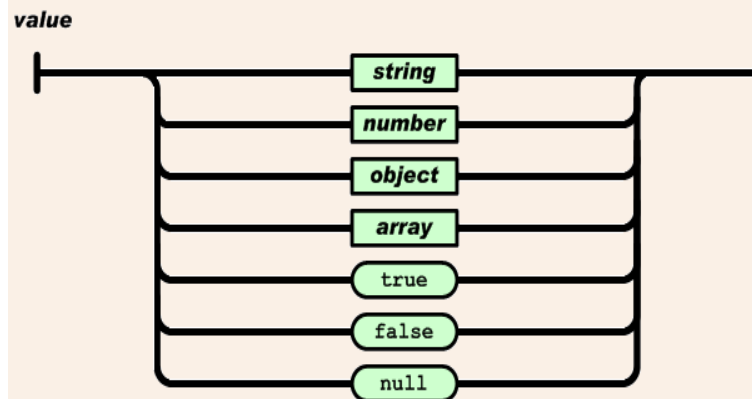 value
string
number
object
array
true
false
null